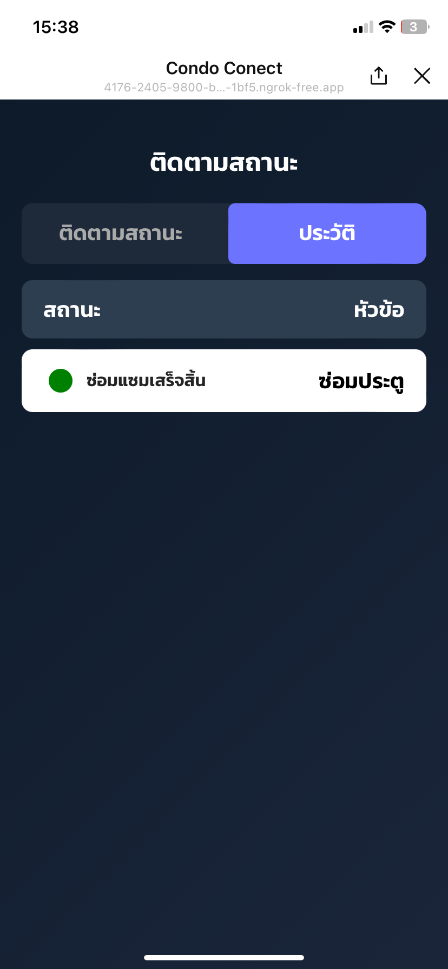 15:38
3
Condo Conect
4176-2405-9800-b...-1bf5.ngrok-free.app
ติดตามสถานะ
ติดตามสถานะ ประวัติ
สถานะ หัวข้อ
ซ่อมแซมเสร็จสิ้น ซ่อมประตู